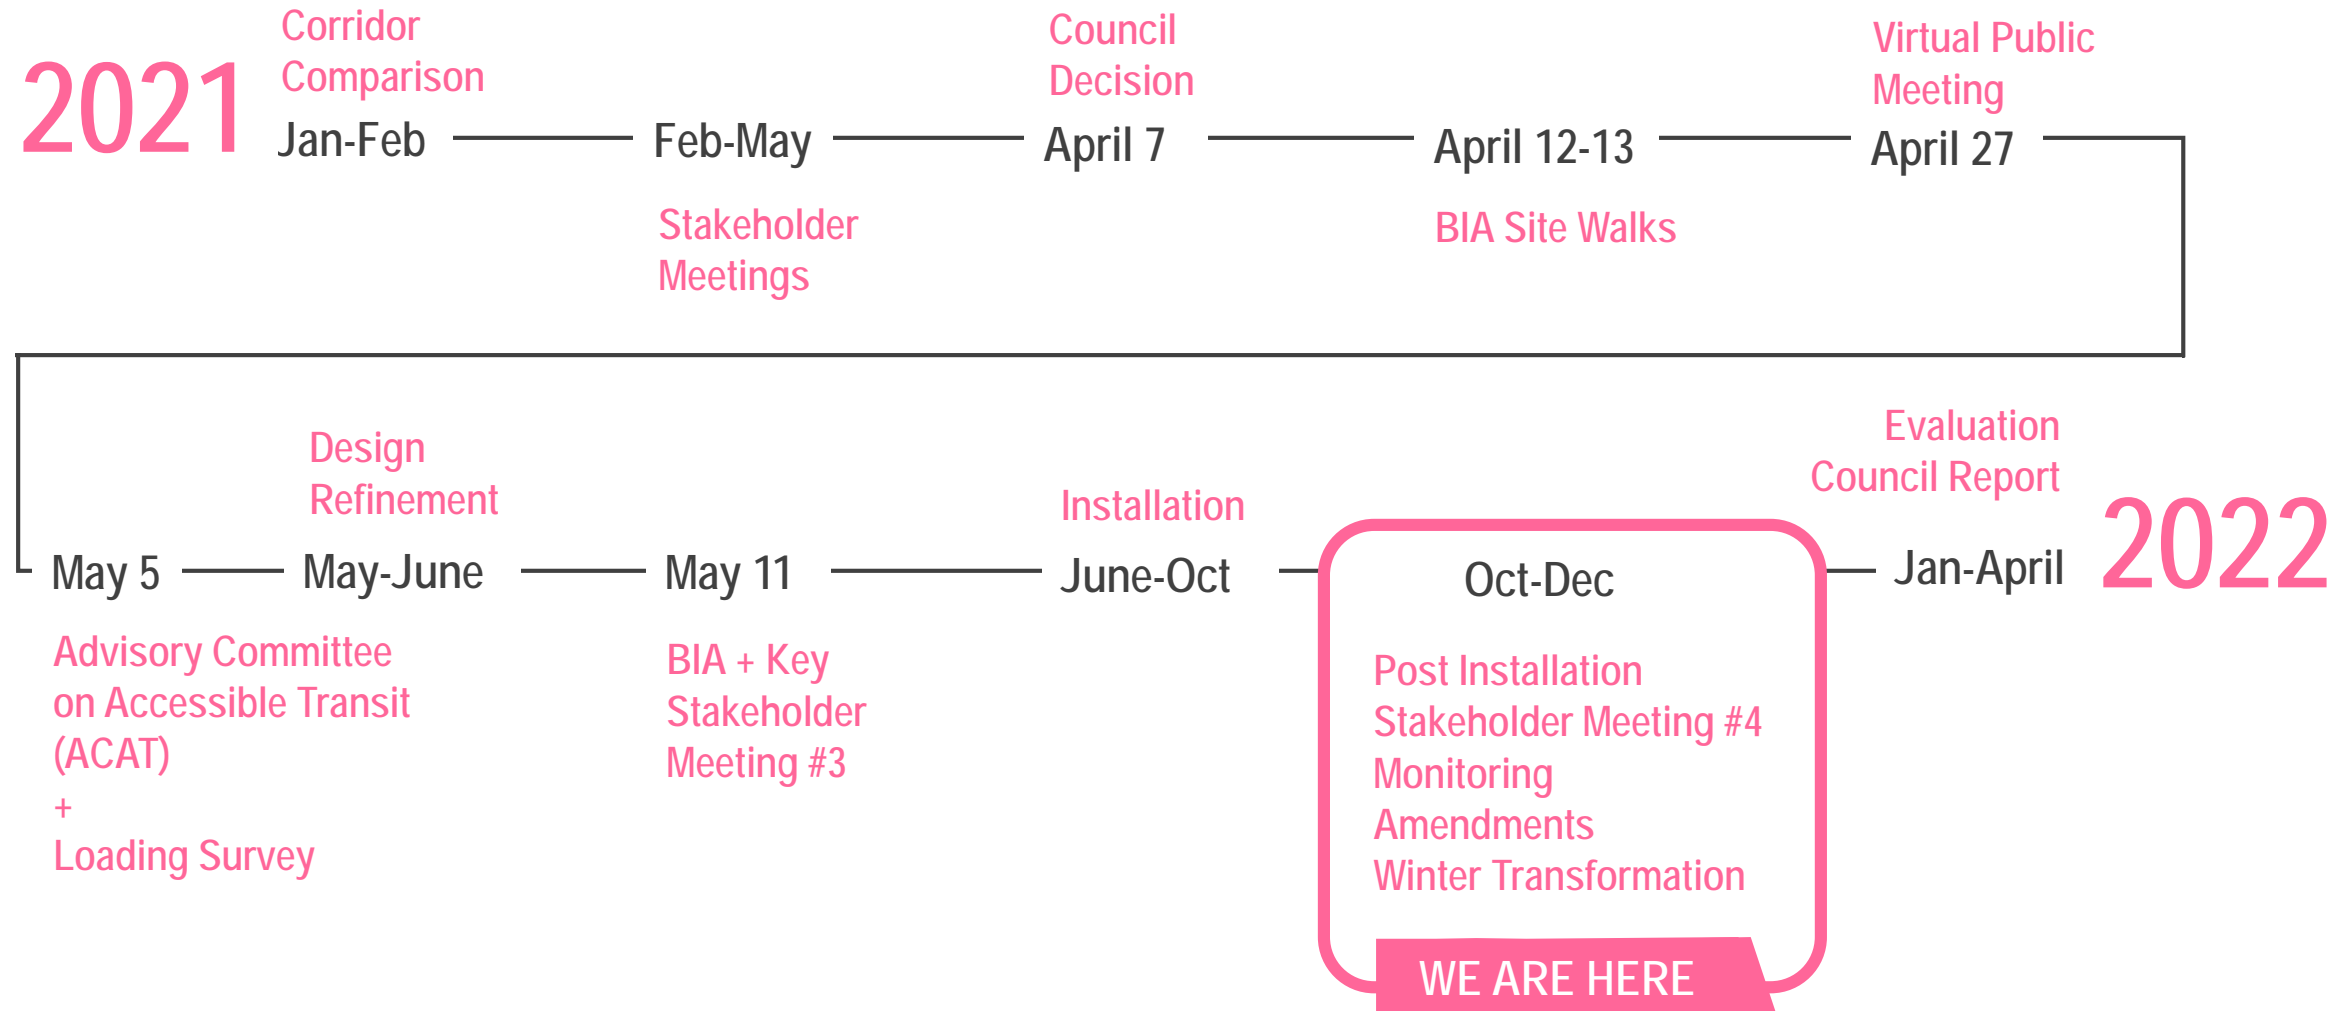 2021
Corridor
Comparison
Jan-Feb
Feb-May
Stakeholder
Meetings
Council
Decision
April 7
April 12-13
BIA Site Walks
Virtual Public
Meeting
April 27
May 5
Advisory Committee
on Accessible Transit
(ACAT)
+
Loading Survey
Design
Refinement
May-June
May 11
BIA + Key
Stakeholder
Meeting #3
Installation
June-Oct
Oct-Dec
Post Installation
Stakeholder Meeting #4
Monitoring
Amendments
Winter Transformation
WE ARE HERE
Evaluation
Council Report
Jan-April
2022